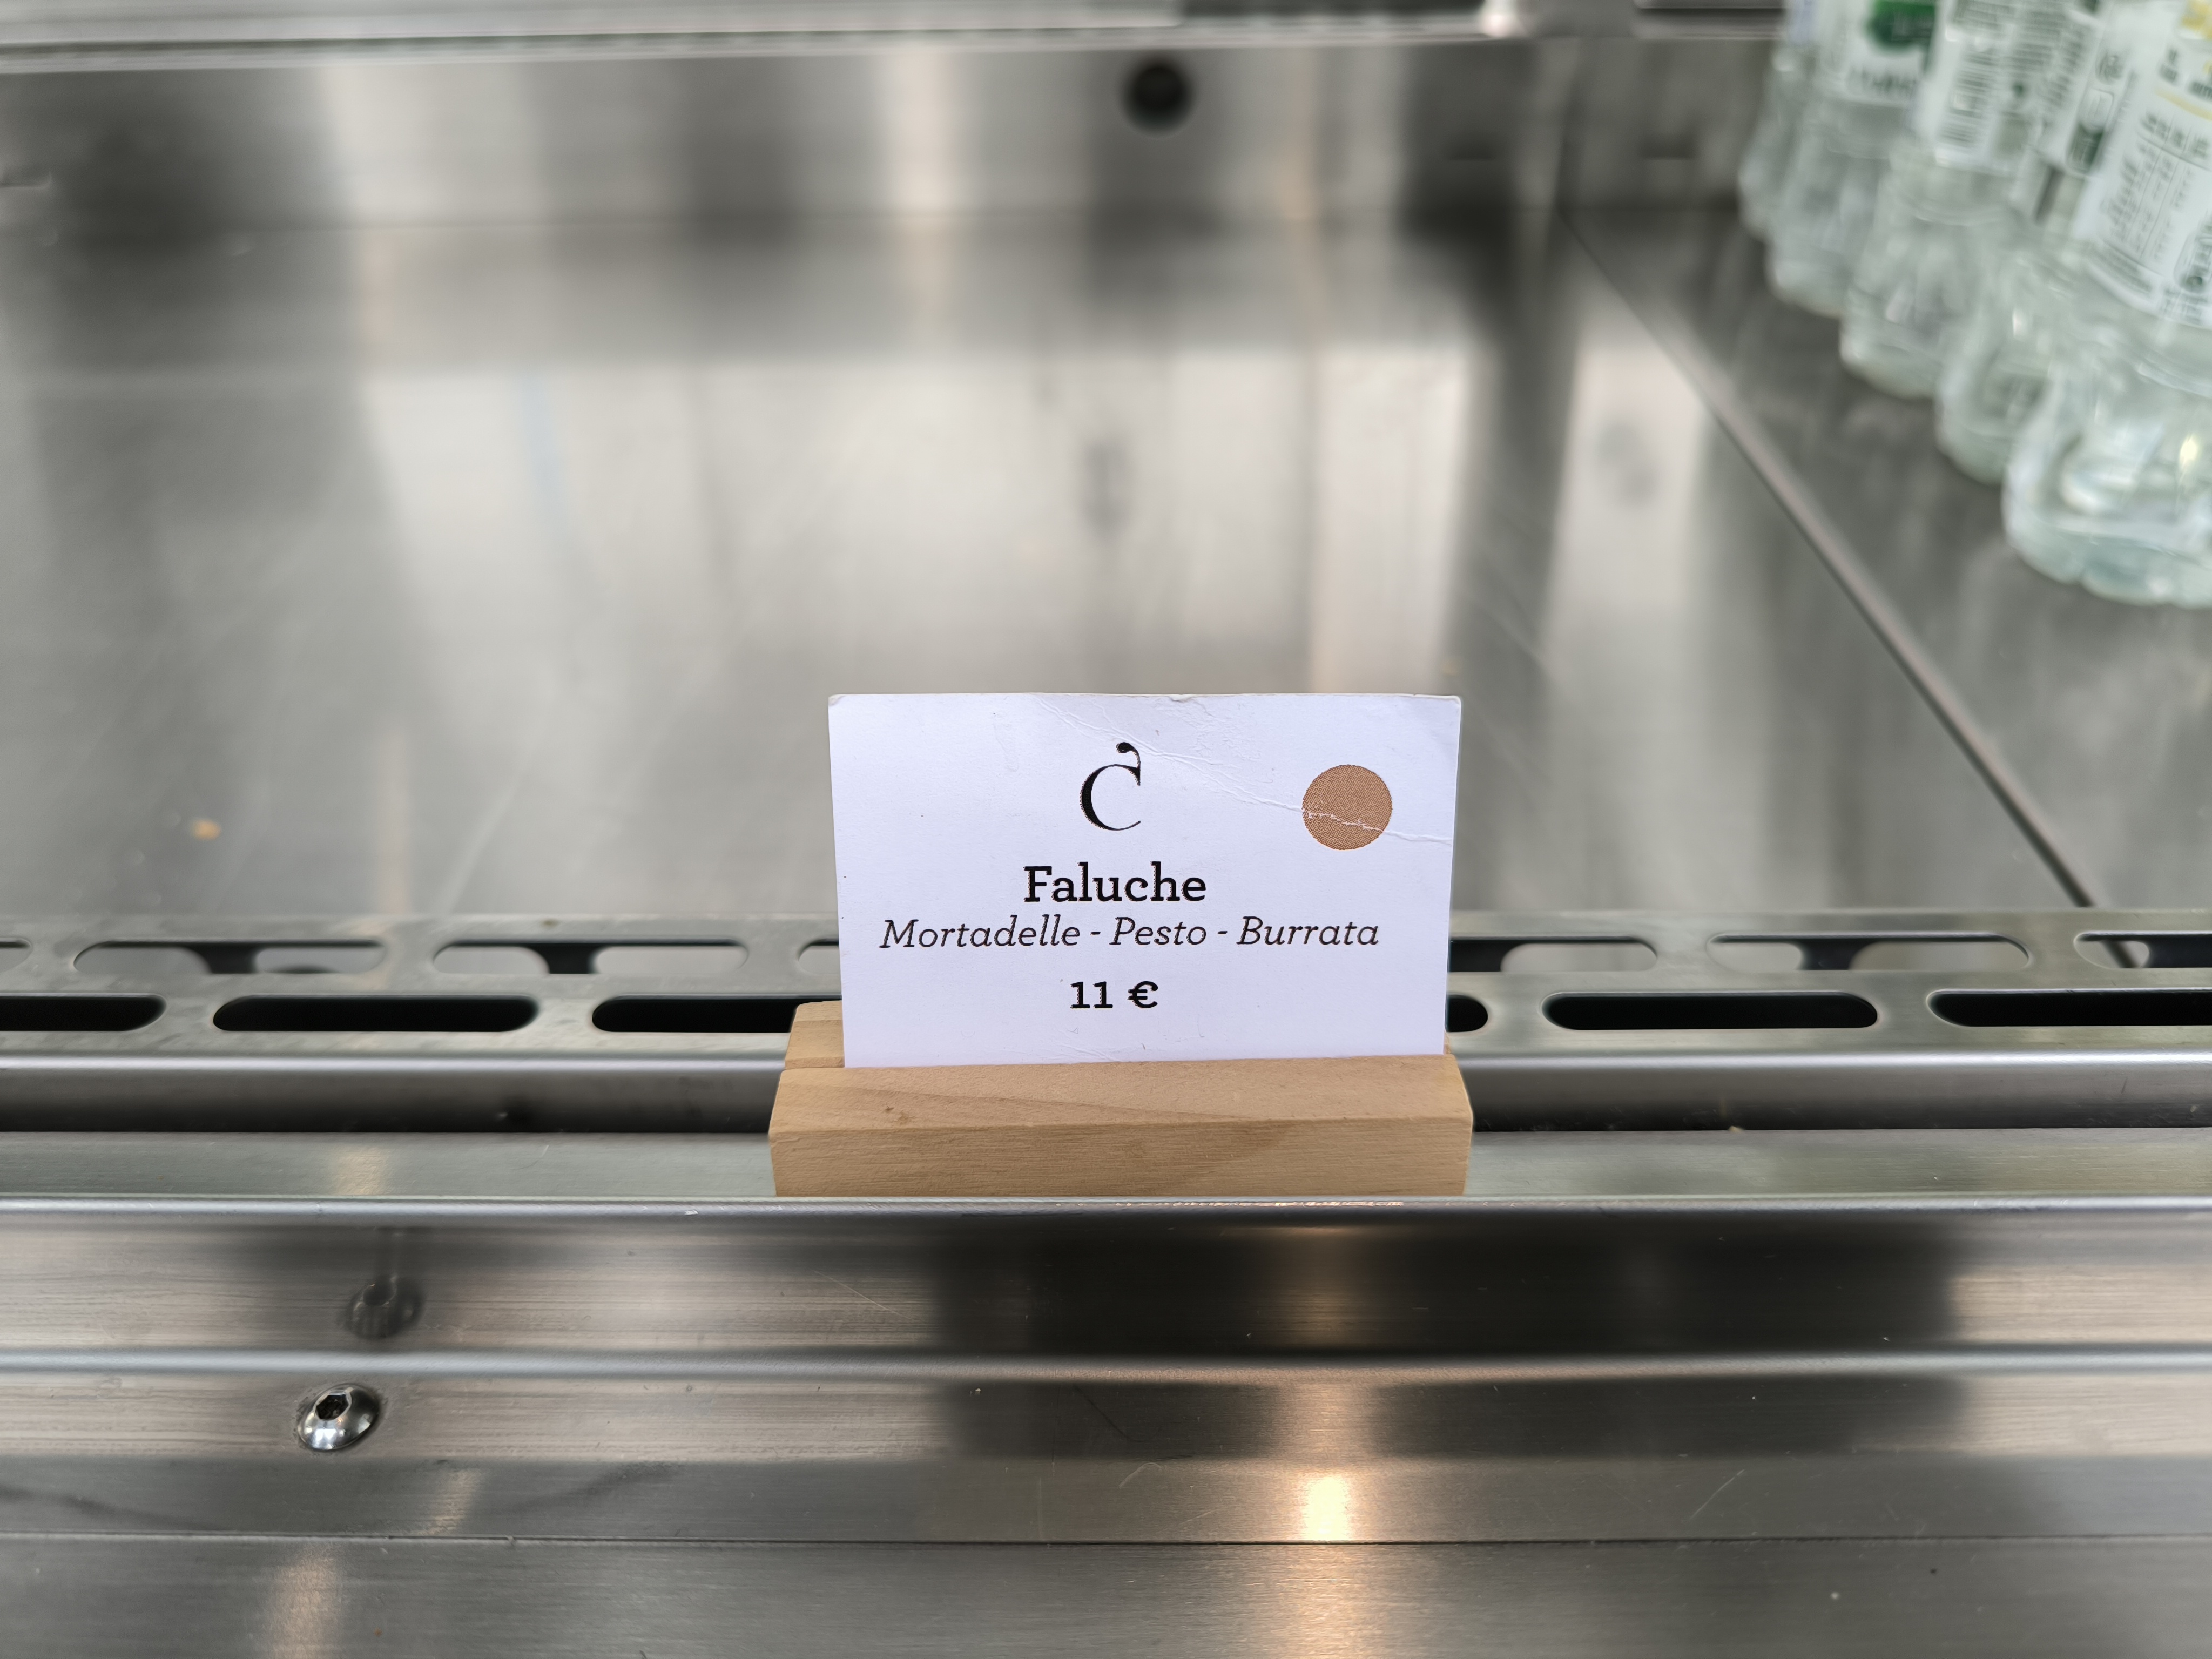 Faluche
Mortadelle - Pesto - Burrata
11 €